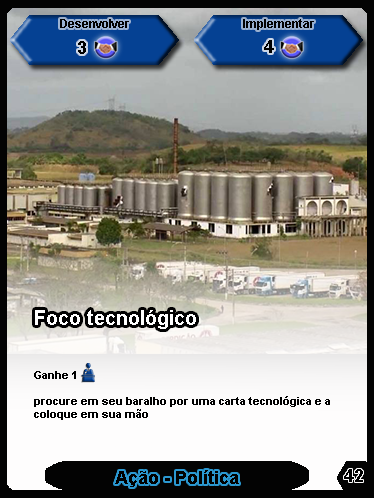 Desenvolver
3
Implementar
4
Foco tecnológico
Ganhe 1
procure em seu baralho por uma carta tecnológica e a
coloque em sua mão
Ação - Política
42